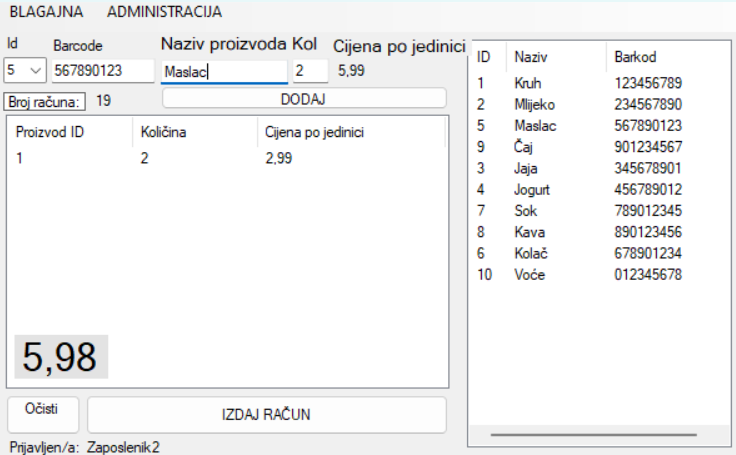 BLAGAJNA ADMINISTRACIJA
Id Barcode Naziv proizvoda Kol Cijena po jedinici
5 567890123 Maslac 2 5,99
Broj računa: 19 DODAJ
Proizvod ID Količina Cijena po jedinici
1 2 2,99
5,98
Očisti IZDAJ RAČUN
Prijavljen/a: Zaposlenik2
ID Naziv Barkod
1 Kruh 123456789
2 Mlijeko 234567890
5 Maslac 567890123
9 Čaj 901234567
3 Jaja 345678901
4 Jogurt 456789012
7 Sok 789012345
8 Kava 890123456
6 Kolač 678901234
10 Voće 012345678